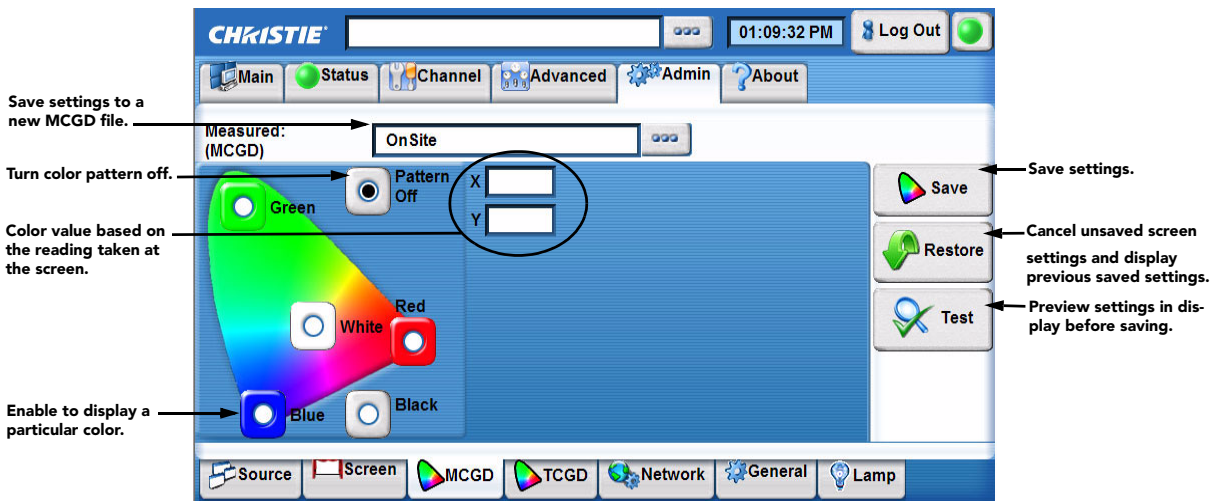 CHRISTIE
01:09:32 PM
Log Out
Main
Status
Channel
Advanced
Admin
About
Save settings to a
new MCGD file.
Measured:
(MCGD)
OnSite
Turn color pattern off.
Pattern
Off
X
Y
Green
Color value based on
the reading taken at
the screen.
White
Red
Blue
Black
Enable to display a
particular color.
Save
Save settings.
Restore
Cancel unsaved screen
settings and display
previous saved settings.
Test
Preview settings in dis-
play before saving.
Source
Screen
MCGD
TCGD
Network
General
Lamp